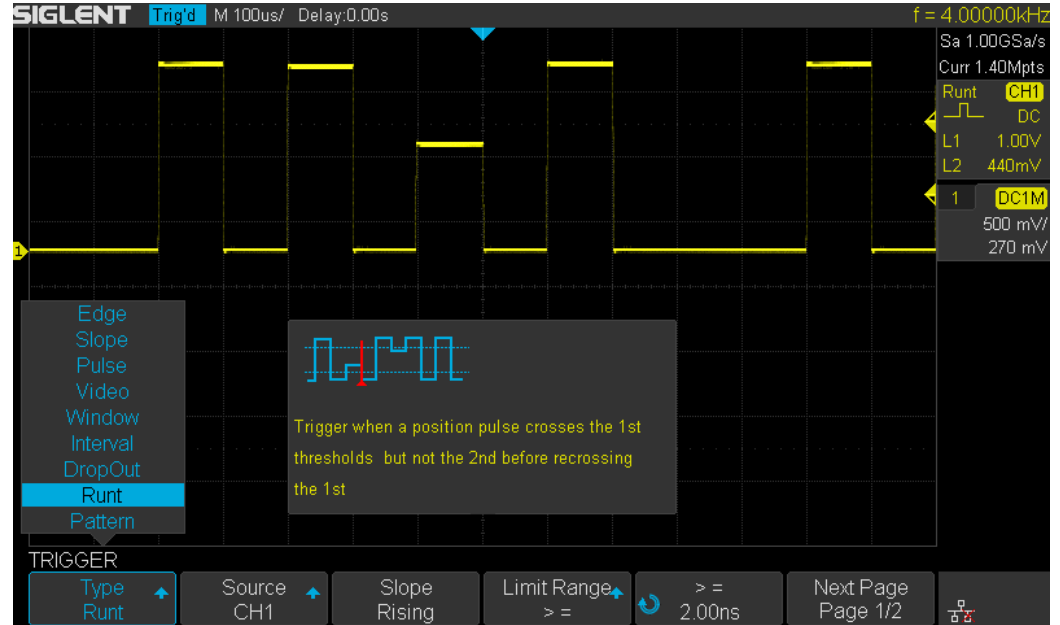 SIGLENT Trig'd M 100us/ Delay:0.00s f = 4.00000kHz
Sa 1.00GSa/s
Curr 1.40Mpts
Runt CH1
DC
L1 1.00V
L2 440mV
1 DC1M
500 mV/
270 mV
1
Edge
Slope
Pulse
Video
Window
Interval
DropOut
Runt
Pattern
Trigger when a position pulse crosses the 1st
thresholds but not the 2nd before recrossing
the 1st
TRIGGER
Type Source Slope Limit Range > = Next Page
Runt CH1 Rising > = 2.00ns Page 1/2